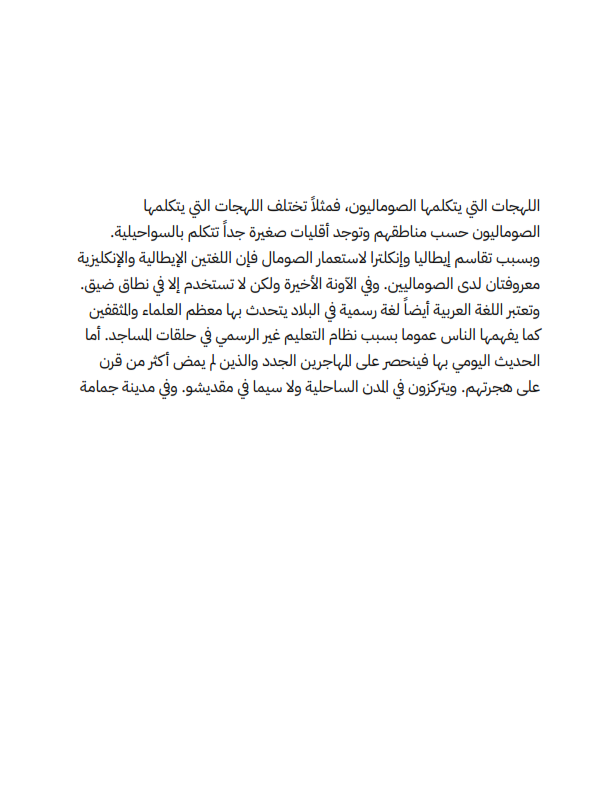 اللهجات التي يتكلمها الصوماليون، فمثلاً تختلف اللهجات التي يتكلمها
الصوماليون حسب مناطقهم وتوجد أقليات صغيرة جداً تتكلم بالسواحيلية.
وبسبب تقاسم إيطاليا وإنكلترا لاستعمار الصومال فإن اللغتين الإيطالية والإنكليزية
معروفتان لدى الصوماليين. وفي الآونة الأخيرة ولكن لا تستخدم إلا في نطاق ضيق.
وتعتبر اللغة العربية أيضاً لغة رسمية في البلاد يتحدث بها معظم العلماء والمثقفين
كما يفهمها الناس عموما بسبب نظام التعليم غير الرسمي في حلقات المساجد. أما
الحديث اليومي بها فينحصر على المهاجرين الجدد والذين لم يمض أكثر من قرن
على هجرتهم. ويتركزون في المدن الساحلية ولا سيما في مقديشو. وفي مدينة جمامة